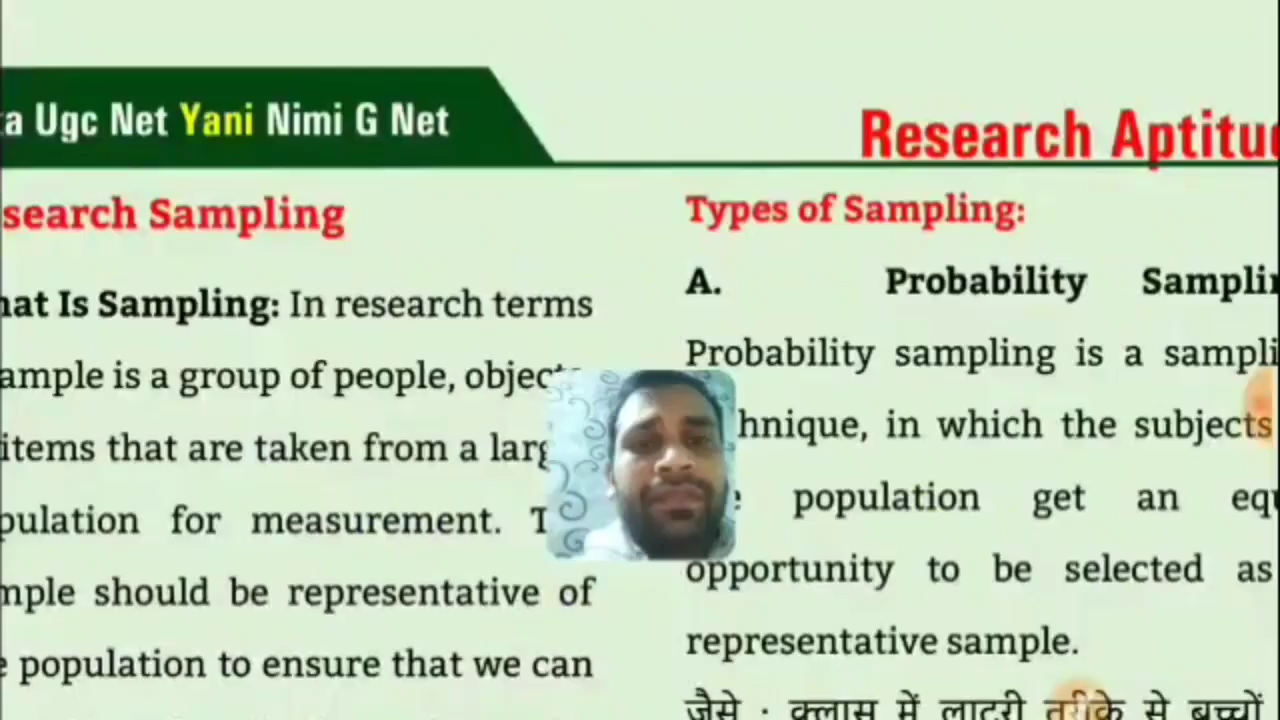 a Ugc Net Yani Nimi G Net
Research Aptitu
search Sampling
hat Is Sampling: In research terms
ample is a group of people, objec
items that are taken from a larg
pulation for measurement.
mple should be representative of
e population to ensure that we can
Types of Sampling:
A. Probability Samplin
Probability sampling is a sampli
hnique, in which the subjects
population get an equ
opportunity to be selected as
representative sample.
जैसे : क्लास में लाटरी तरीके से बच्चों